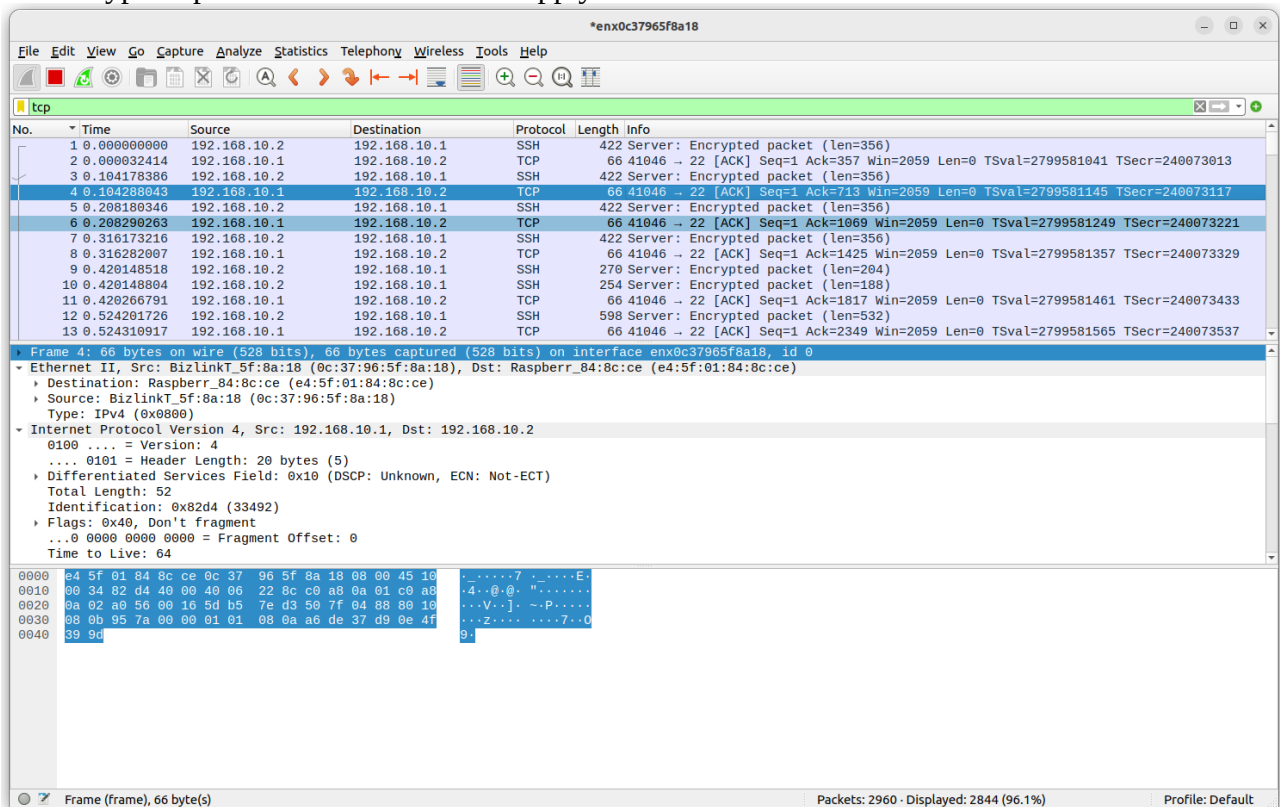 *enx0c37965f8a18
File Edit View Go Capture Analyze Statistics Telephony Wireless Tools Help
tcp
No. Time Source Destination Protocol Length Info
1 0.000000000 192.168.10.2 192.168.10.1 SSH 422 Server: Encrypted packet (len=356)
2 0.000032414 192.168.10.1 192.168.10.2 TCP 66 41046 → 22 [ACK] Seq=1 Ack=357 Win=2059 Len=0 TSval=2799581041 TSecr=240073013
3 0.104178386 192.168.10.2 192.168.10.1 SSH 422 Server: Encrypted packet (len=356)
4 0.104288043 192.168.10.1 192.168.10.2 TCP 66 41046 → 22 [ACK] Seq=1 Ack=713 Win=2059 Len=0 TSval=2799581145 TSecr=240073117
5 0.208180346 192.168.10.2 192.168.10.1 SSH 422 Server: Encrypted packet (len=356)
6 0.208290263 192.168.10.1 192.168.10.2 TCP 66 41046 → 22 [ACK] Seq=1 Ack=1069 Win=2059 Len=0 TSval=2799581249 TSecr=240073221
7 0.316173216 192.168.10.2 192.168.10.1 SSH 422 Server: Encrypted packet (len=356)
8 0.316282007 192.168.10.1 192.168.10.2 TCP 66 41046 → 22 [ACK] Seq=1 Ack=1425 Win=2059 Len=0 TSval=2799581357 TSecr=240073329
9 0.420148518 192.168.10.2 192.168.10.1 SSH 270 Server: Encrypted packet (len=204)
10 0.420148804 192.168.10.2 192.168.10.1 SSH 254 Server: Encrypted packet (len=188)
11 0.420266791 192.168.10.1 192.168.10.2 TCP 66 41046 → 22 [ACK] Seq=1 Ack=1817 Win=2059 Len=0 TSval=2799581461 TSecr=240073433
12 0.524201726 192.168.10.2 192.168.10.1 SSH 598 Server: Encrypted packet (len=532)
13 0.524310917 192.168.10.1 192.168.10.2 TCP 66 41046 → 22 [ACK] Seq=1 Ack=2349 Win=2059 Len=0 TSval=2799581565 TSecr=240073537
Frame 4: 66 bytes on wire (528 bits), 66 bytes captured (528 bits) on interface enx0c37965f8a18, id 0
Ethernet II, Src: BizlinkT_5f:8a:18 (0c:37:96:5f:8a:18), Dst: Raspberr_84:8c:ce (e4:5f:01:84:8c:ce)
Destination: Raspberr_84:8c:ce (e4:5f:01:84:8c:ce)
Source: BizlinkT_5f:8a:18 (0c:37:96:5f:8a:18)
Type: IPv4 (0x0800)
Internet Protocol Version 4, Src: 192.168.10.1, Dst: 192.168.10.2
0100 .... = Version: 4
.... 0101 = Header Length: 20 bytes (5)
Differentiated Services Field: 0x10 (DSCP: Unknown, ECN: Not-ECT)
Total Length: 52
Identification: 0x82d4 (33492)
Flags: 0x40, Don't fragment
...0 0000 0000 0000 = Fragment Offset: 0
Time to Live: 64
0000 e4 5f 01 84 8c ce 0c 37 96 5f 8a 18 08 00 45 10 ·_·····7 ·_····E·
0010 00 34 82 d4 40 00 40 06 22 8c c0 a8 0a 01 c0 a8 ·4··@·@· "·······
0020 0a 02 a0 56 00 16 5d b5 7e d3 50 7f 04 88 80 10 ···V··]· ~·P·····
0030 08 0b 95 7a 00 00 01 01 08 0a a6 de 37 d9 0e 4f ···z···· ····7··O
0040 39 9d 9·
Frame (frame), 66 byte(s) Packets: 2960 · Displayed: 2844 (96.1%) Profile: Default